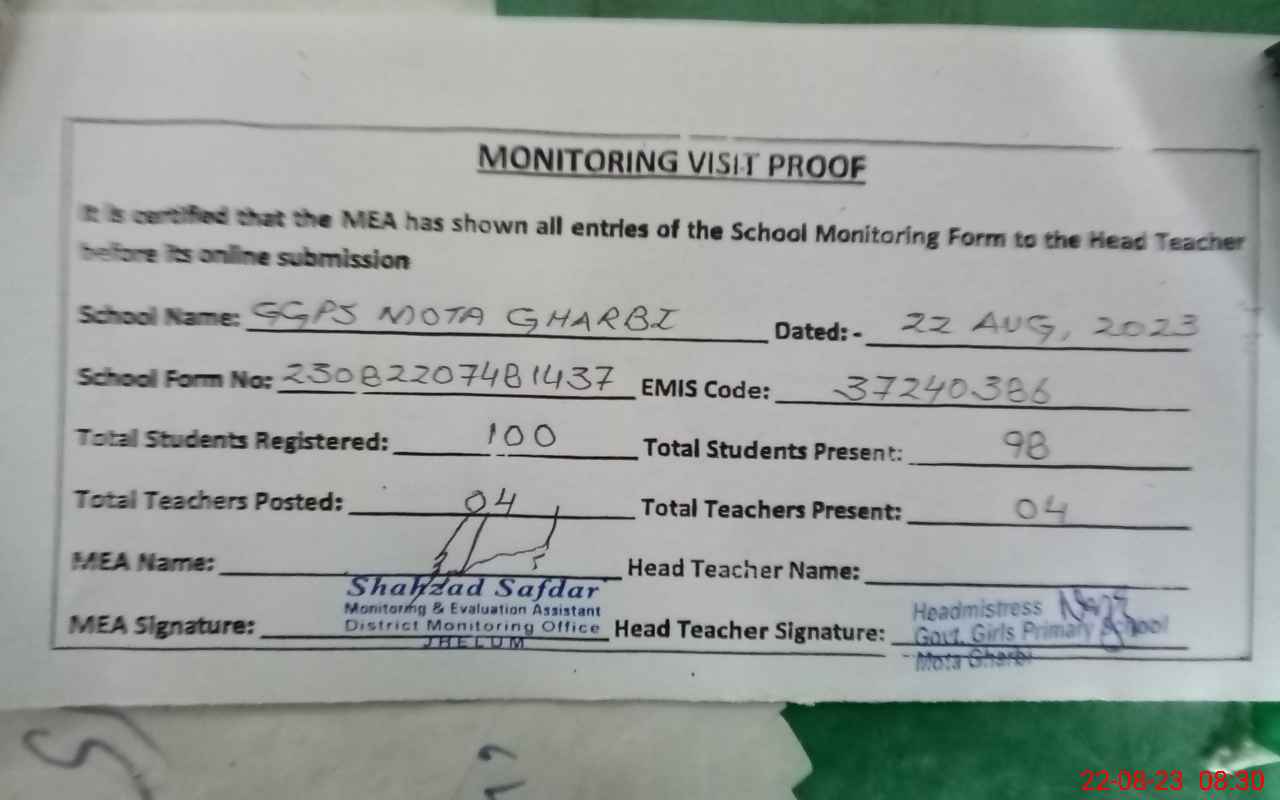 MONITORING VISIT PROOF
It is certified that the MEA has shown all entries of the School Monitoring Form to the Head Teacher
before its online submission
School Name: GGPS MOTA GHARBI Dated: - 22 AUG, 2023
School Form No: 23082207481437 EMIS Code: 37240386
Total Students Registered: 100 Total Students Present: 98
Total Teachers Posted: 04 Total Teachers Present: 04
MEA Name: Head Teacher Name:
Shahzad Safdar
Monitoring & Evaluation Assistant
District Monitoring Office
JHELUM
MEA Signature: Head Teacher Signature:
Headmistress
Govt. Girls Primary School
Mota Gharbi
22-08-23 08:30